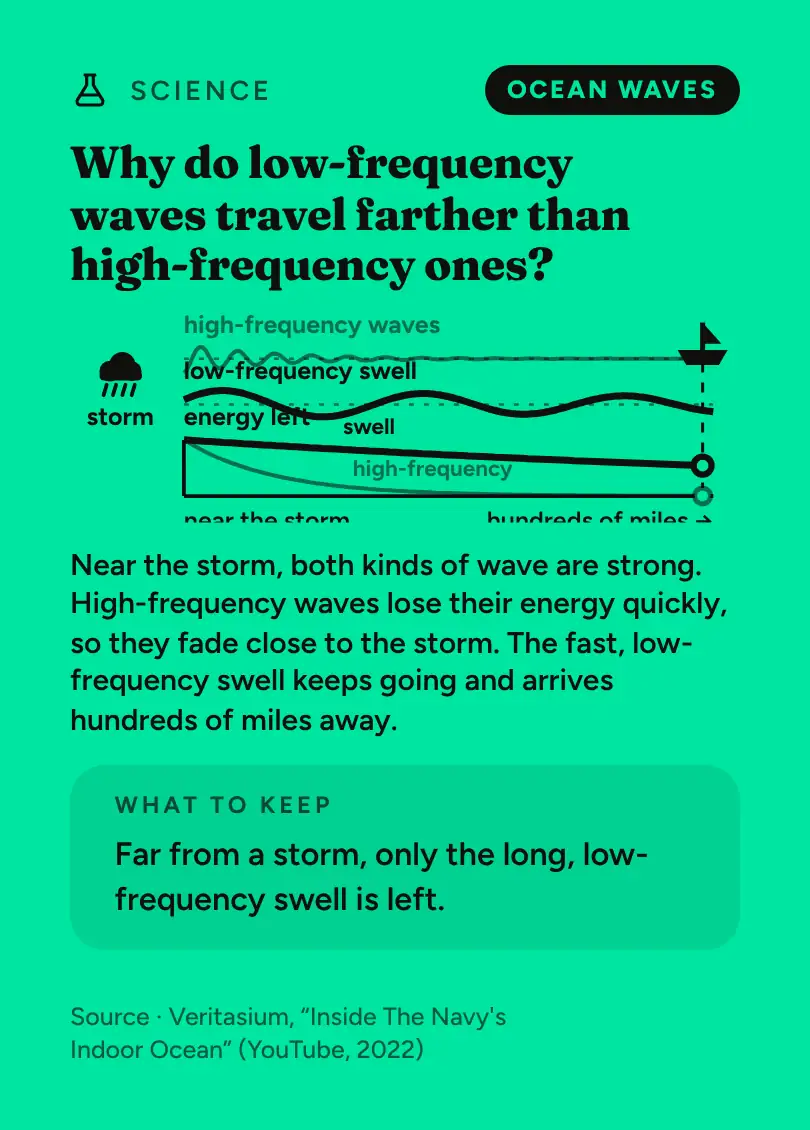 SCIENCE
OCEAN WAVES
Why do low-frequency
waves travel farther than
high-frequency ones?
high-frequency waves
low-frequency swell
storm
energy left
swell
high-frequency
near the storm
hundreds of miles →
Near the storm, both kinds of wave are strong.
High-frequency waves lose their energy quickly,
so they fade close to the storm. The fast, low-
frequency swell keeps going and arrives
hundreds of miles away.
WHAT TO KEEP
Far from a storm, only the long, low-
frequency swell is left.
Source · Veritasium, “Inside The Navy's
Indoor Ocean” (YouTube, 2022)